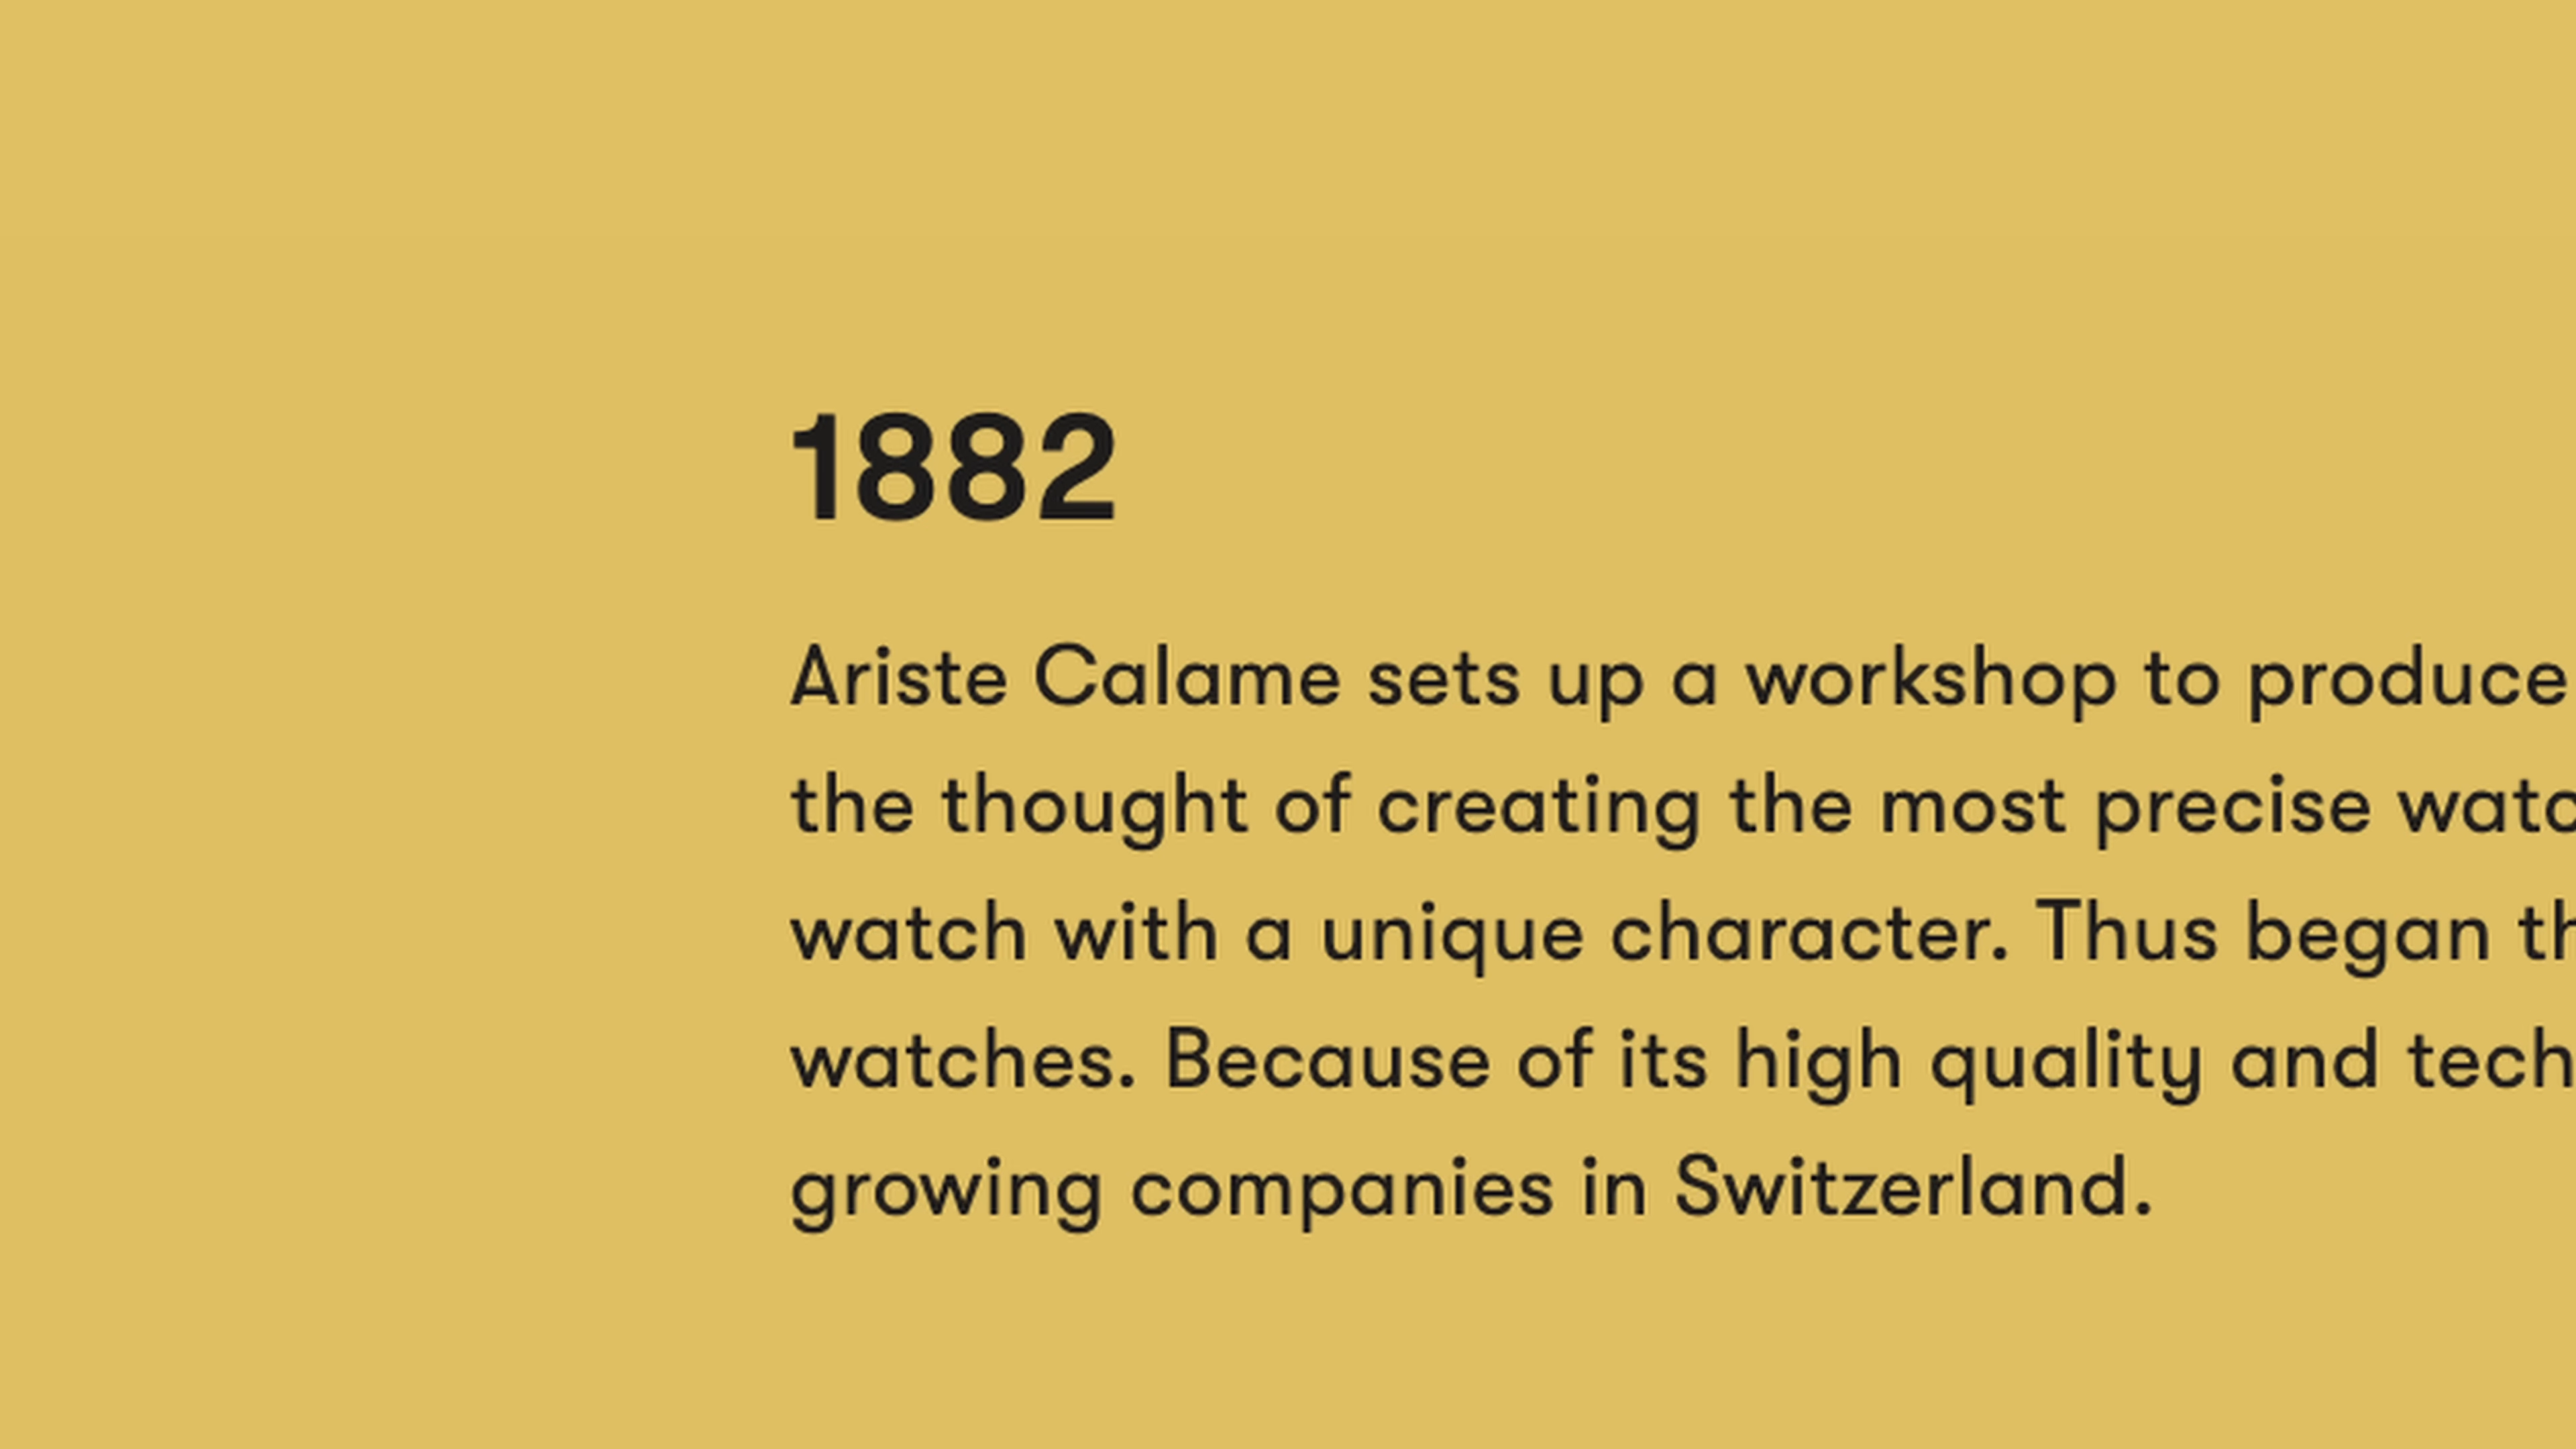 1882
Ariste Calame sets up a workshop to produce
the thought of creating the most precise
watch with a unique character. Thus began
watches. Because of its high quality and
growing companies in Switzerland.